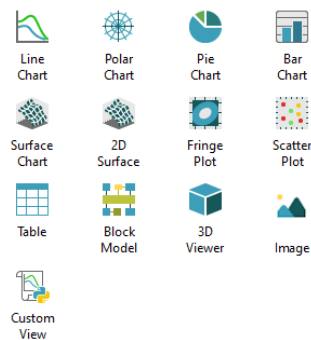 Line
Chart
Polar
Chart
Pie
Chart
Bar
Chart
Surface
Chart
2D
Surface
Fringe
Plot
Scatter
Plot
Table
Block
Model
3D
Viewer
Image
Custom
View